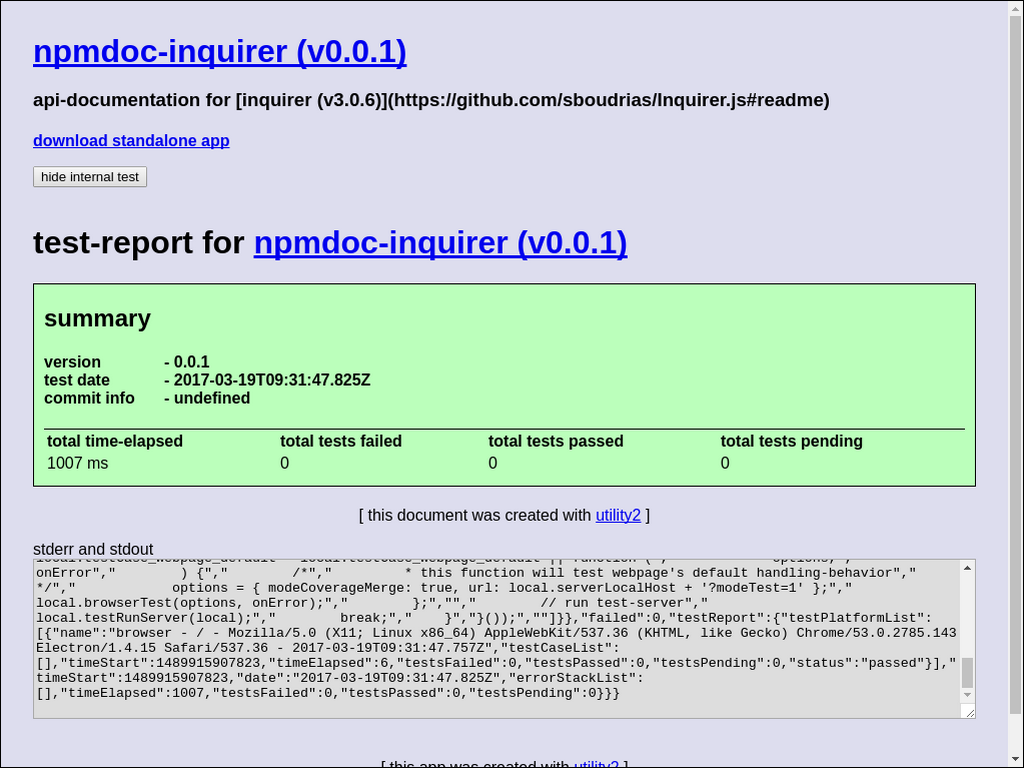 npmdoc-inquirer (v0.0.1)
api-documentation for [inquirer (v3.0.6)](https://github.com/sboudrias/Inquirer.js#readme)
download standalone app
hide internal test
test-report for npmdoc-inquirer (v0.0.1)
summary
version - 0.0.1
test date - 2017-03-19T09:31:47.825Z
commit info - undefined
total time-elapsed total tests failed total tests passed total tests pending
1007 ms 0 0 0
[ this document was created with utility2 ]
stderr and stdout
onError","        ) {","        /*","         * this function will test webpage's default handling-behavior","
*/","            options = { modeCoverageMerge: true, url: local.serverLocalHost + '?modeTest=1' };","
local.browserTest(options, onError);","        };","","        // run test-server","
local.testRunServer(local);","        break;","    }","}());","",""]}},"failed":0,"testReport":{"testPlatformList":
[{"name":"browser - / - Mozilla/5.0 (X11; Linux x86_64) AppleWebKit/537.36 (KHTML, like Gecko) Chrome/53.0.2785.143
Electron/1.4.15 Safari/537.36 - 2017-03-19T09:31:47.757Z","testCaseList":
[],"timeStart":1489915907823,"timeElapsed":6,"testsFailed":0,"testsPassed":0,"testsPending":0,"status":"passed"}],"
timeStart":1489915907823,"date":"2017-03-19T09:31:47.825Z","errorStackList":
[],"timeElapsed":1007,"testsFailed":0,"testsPassed":0,"testsPending":0}}}
[ this app was created with utility2 ]